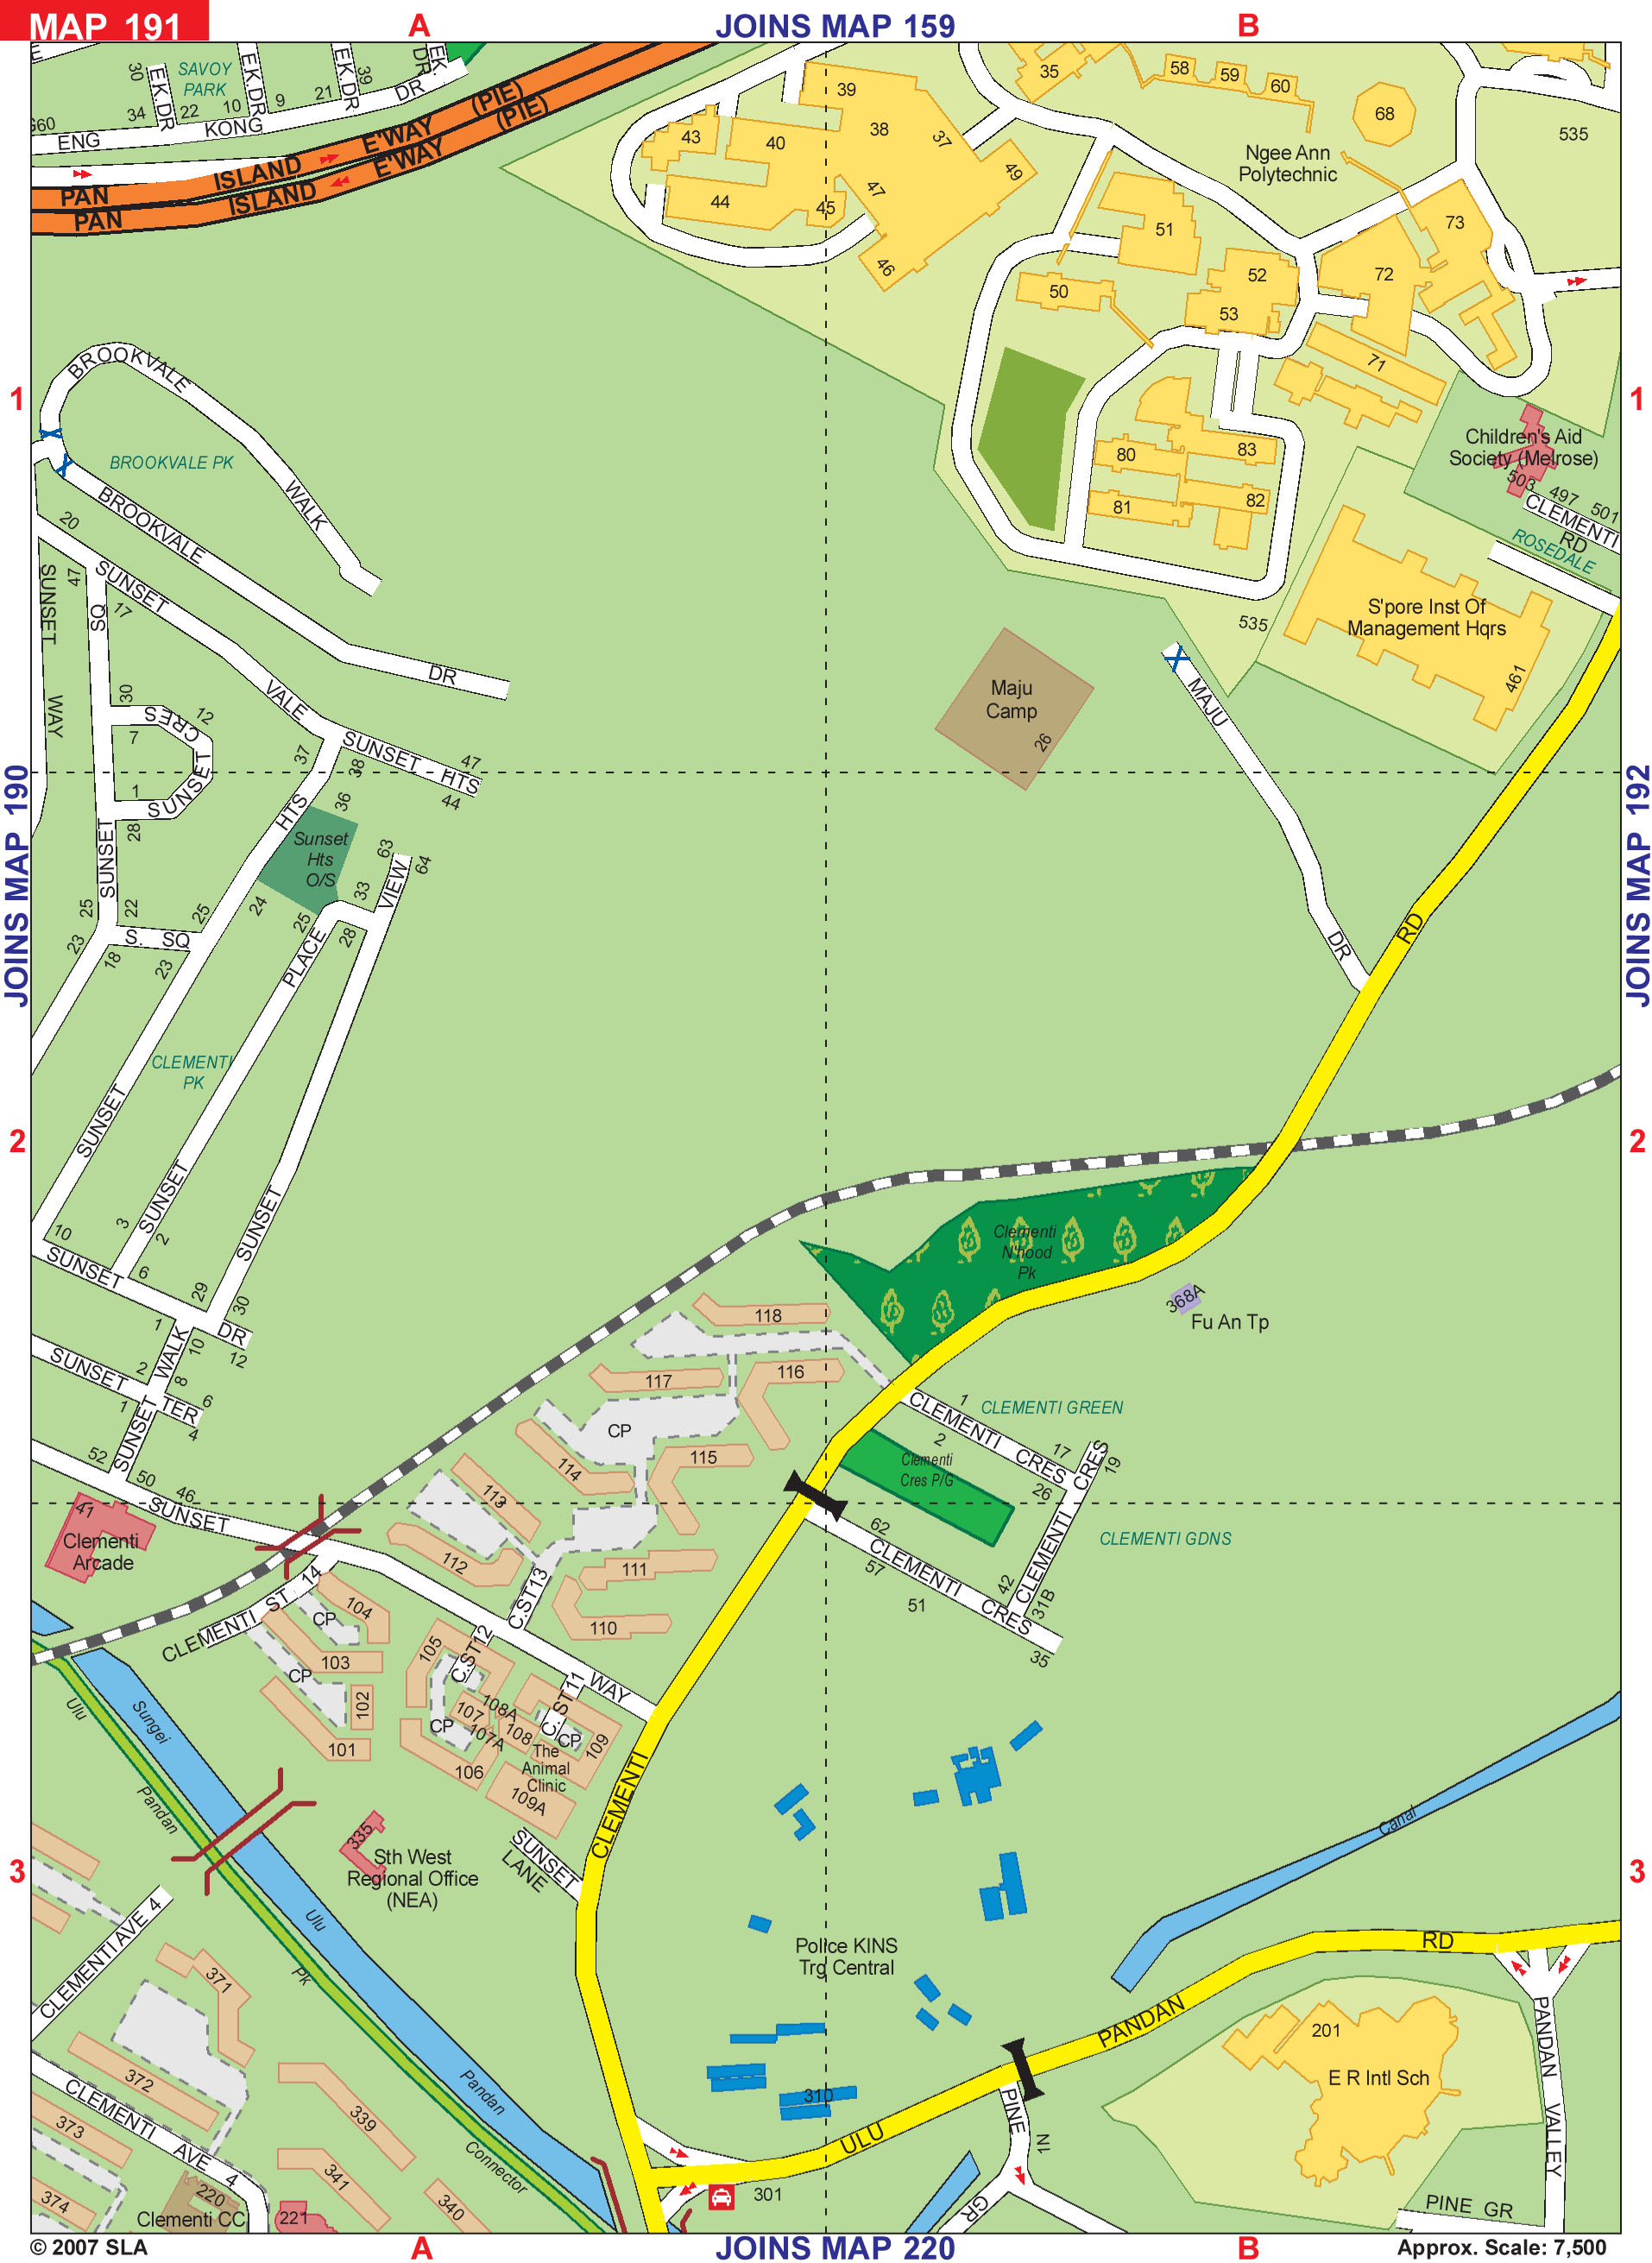 MAP 191
A
JOINS MAP 159
B
SAVOY
PARK
30
EK.DR
EK.DR
EK.DR
39
EK.
DR
DR
34
22
10
9
21
ENG
KONG
PAN ISLAND E'WAY (PIE)
PAN ISLAND E'WAY (PIE)
39
38
37
43
40
44
45
47
46
49
35
58
59
60
68
535
Ngee Ann
Polytechnic
51
50
52
53
72
73
71
80
83
81
82
535
1
1
Children's Aid
Society (Melrose)
503
497
501
CLEMENTI
RD
ROSEDALE
S'pore Inst Of
Management Hqrs
461
BROOKVALE
WALK
BROOKVALE PK
BROOKVALE
DR
20
47
SUNSET
WAY
SQ
17
SUNSET
VALE
30
CRES
12
7
SUNSET
1
28
SUNSET
37
38
SUNSET - HTS
47
44
HTS
36
Sunset
Hts
O/S
63
64
VIEW
33
24
25
28
PLACE
25
22
25
23
18
S. SQ
23
Maju
Camp
26
MAJU
DR
RD
JOINS MAP 190
JOINS MAP 192
CLEMENTI
PK
2
2
SUNSET
SUNSET
SUNSET
10
3
2
SUNSET
6
29
30
DR
12
1
WALK
10
SUNSET
2
8
TER
6
4
1
SUNSET
52
50
46
SUNSET
WAY
41
Clementi
Arcade
Clementi
N'hood
Pk
368A
Fu An Tp
118
117
116
CP
115
114
113
112
111
110
1
CLEMENTI CRES
CLEMENTI GREEN
2
17
CRES
19
26
Clementi
Cres P/G
CLEMENTI GDNS
62
CLEMENTI CRES
57
51
42
CLEMENTI
31B
35
CLEMENTI ST 14
C.ST13
C.ST12
C.ST11
CP
104
103
CP
102
101
105
107
108A
107A
108
CP
CP
109
106
The
Animal
Clinic
109A
CLEMENTI
SUNSET
LANE
335
Sth West
Regional Office
(NEA)
Sungei
Ulu
Pandan
Ulu
Pandan
Pk
Connector
3
3
Canal
Police KINS
Trg Central
310
CLEMENTI AVE 4
371
372
373
374
339
341
340
CLEMENTI AVE 4
220
Clementi CC
221
301
ULU
PANDAN
RD
PINE
GR
1N
201
E R Intl Sch
PANDAN VALLEY
PINE GR
© 2007 SLA
A
JOINS MAP 220
B
Approx. Scale: 7,500